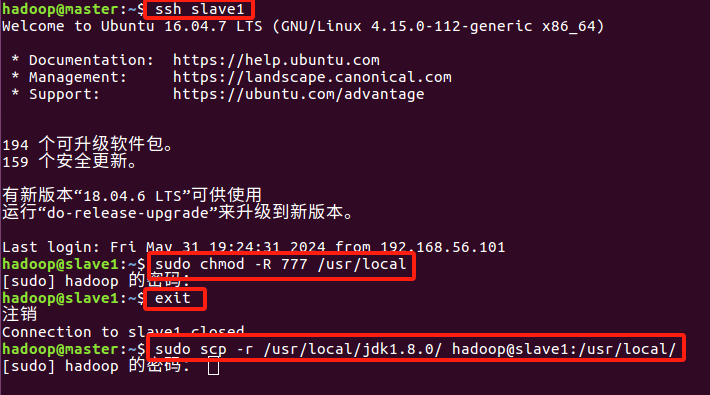 hadoop@master:~$ ssh slave1
Welcome to Ubuntu 16.04.7 LTS (GNU/Linux 4.15.0-112-generic x86_64)
* Documentation:  https://help.ubuntu.com
* Management:     https://landscape.canonical.com
* Support:        https://ubuntu.com/advantage
194 个可升级软件包。
159 个安全更新。
有新版本“18.04.6 LTS”可供使用
运行“do-release-upgrade”来升级到新版本。
Last login: Fri May 31 19:24:31 2024 from 192.168.56.101
hadoop@slave1:~$ sudo chmod -R 777 /usr/local
[sudo] hadoop 的密码：
hadoop@slave1:~$ exit
注销
Connection to slave1 closed.
hadoop@master:~$ sudo scp -r /usr/local/jdk1.8.0/ hadoop@slave1:/usr/local/
[sudo] hadoop 的密码：